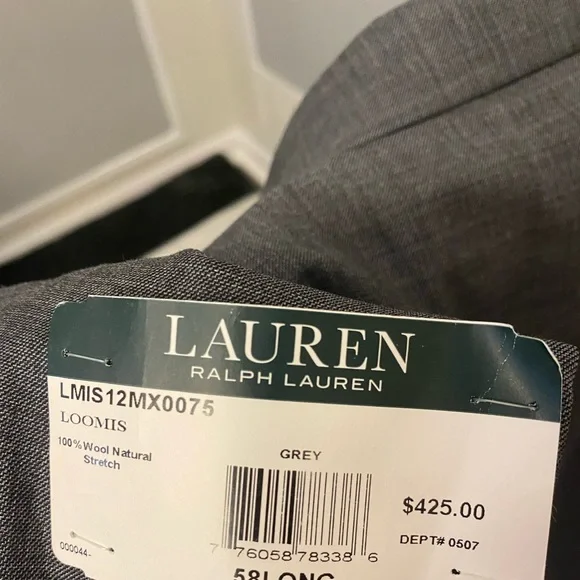 LAUREN
RALPH LAUREN
LMIS12MX0075
LOOMIS
100% Wool Natural
Stretch
GREY
$425.00
7 76058 78338 6
DEPT# 0507
000044-
58LONG